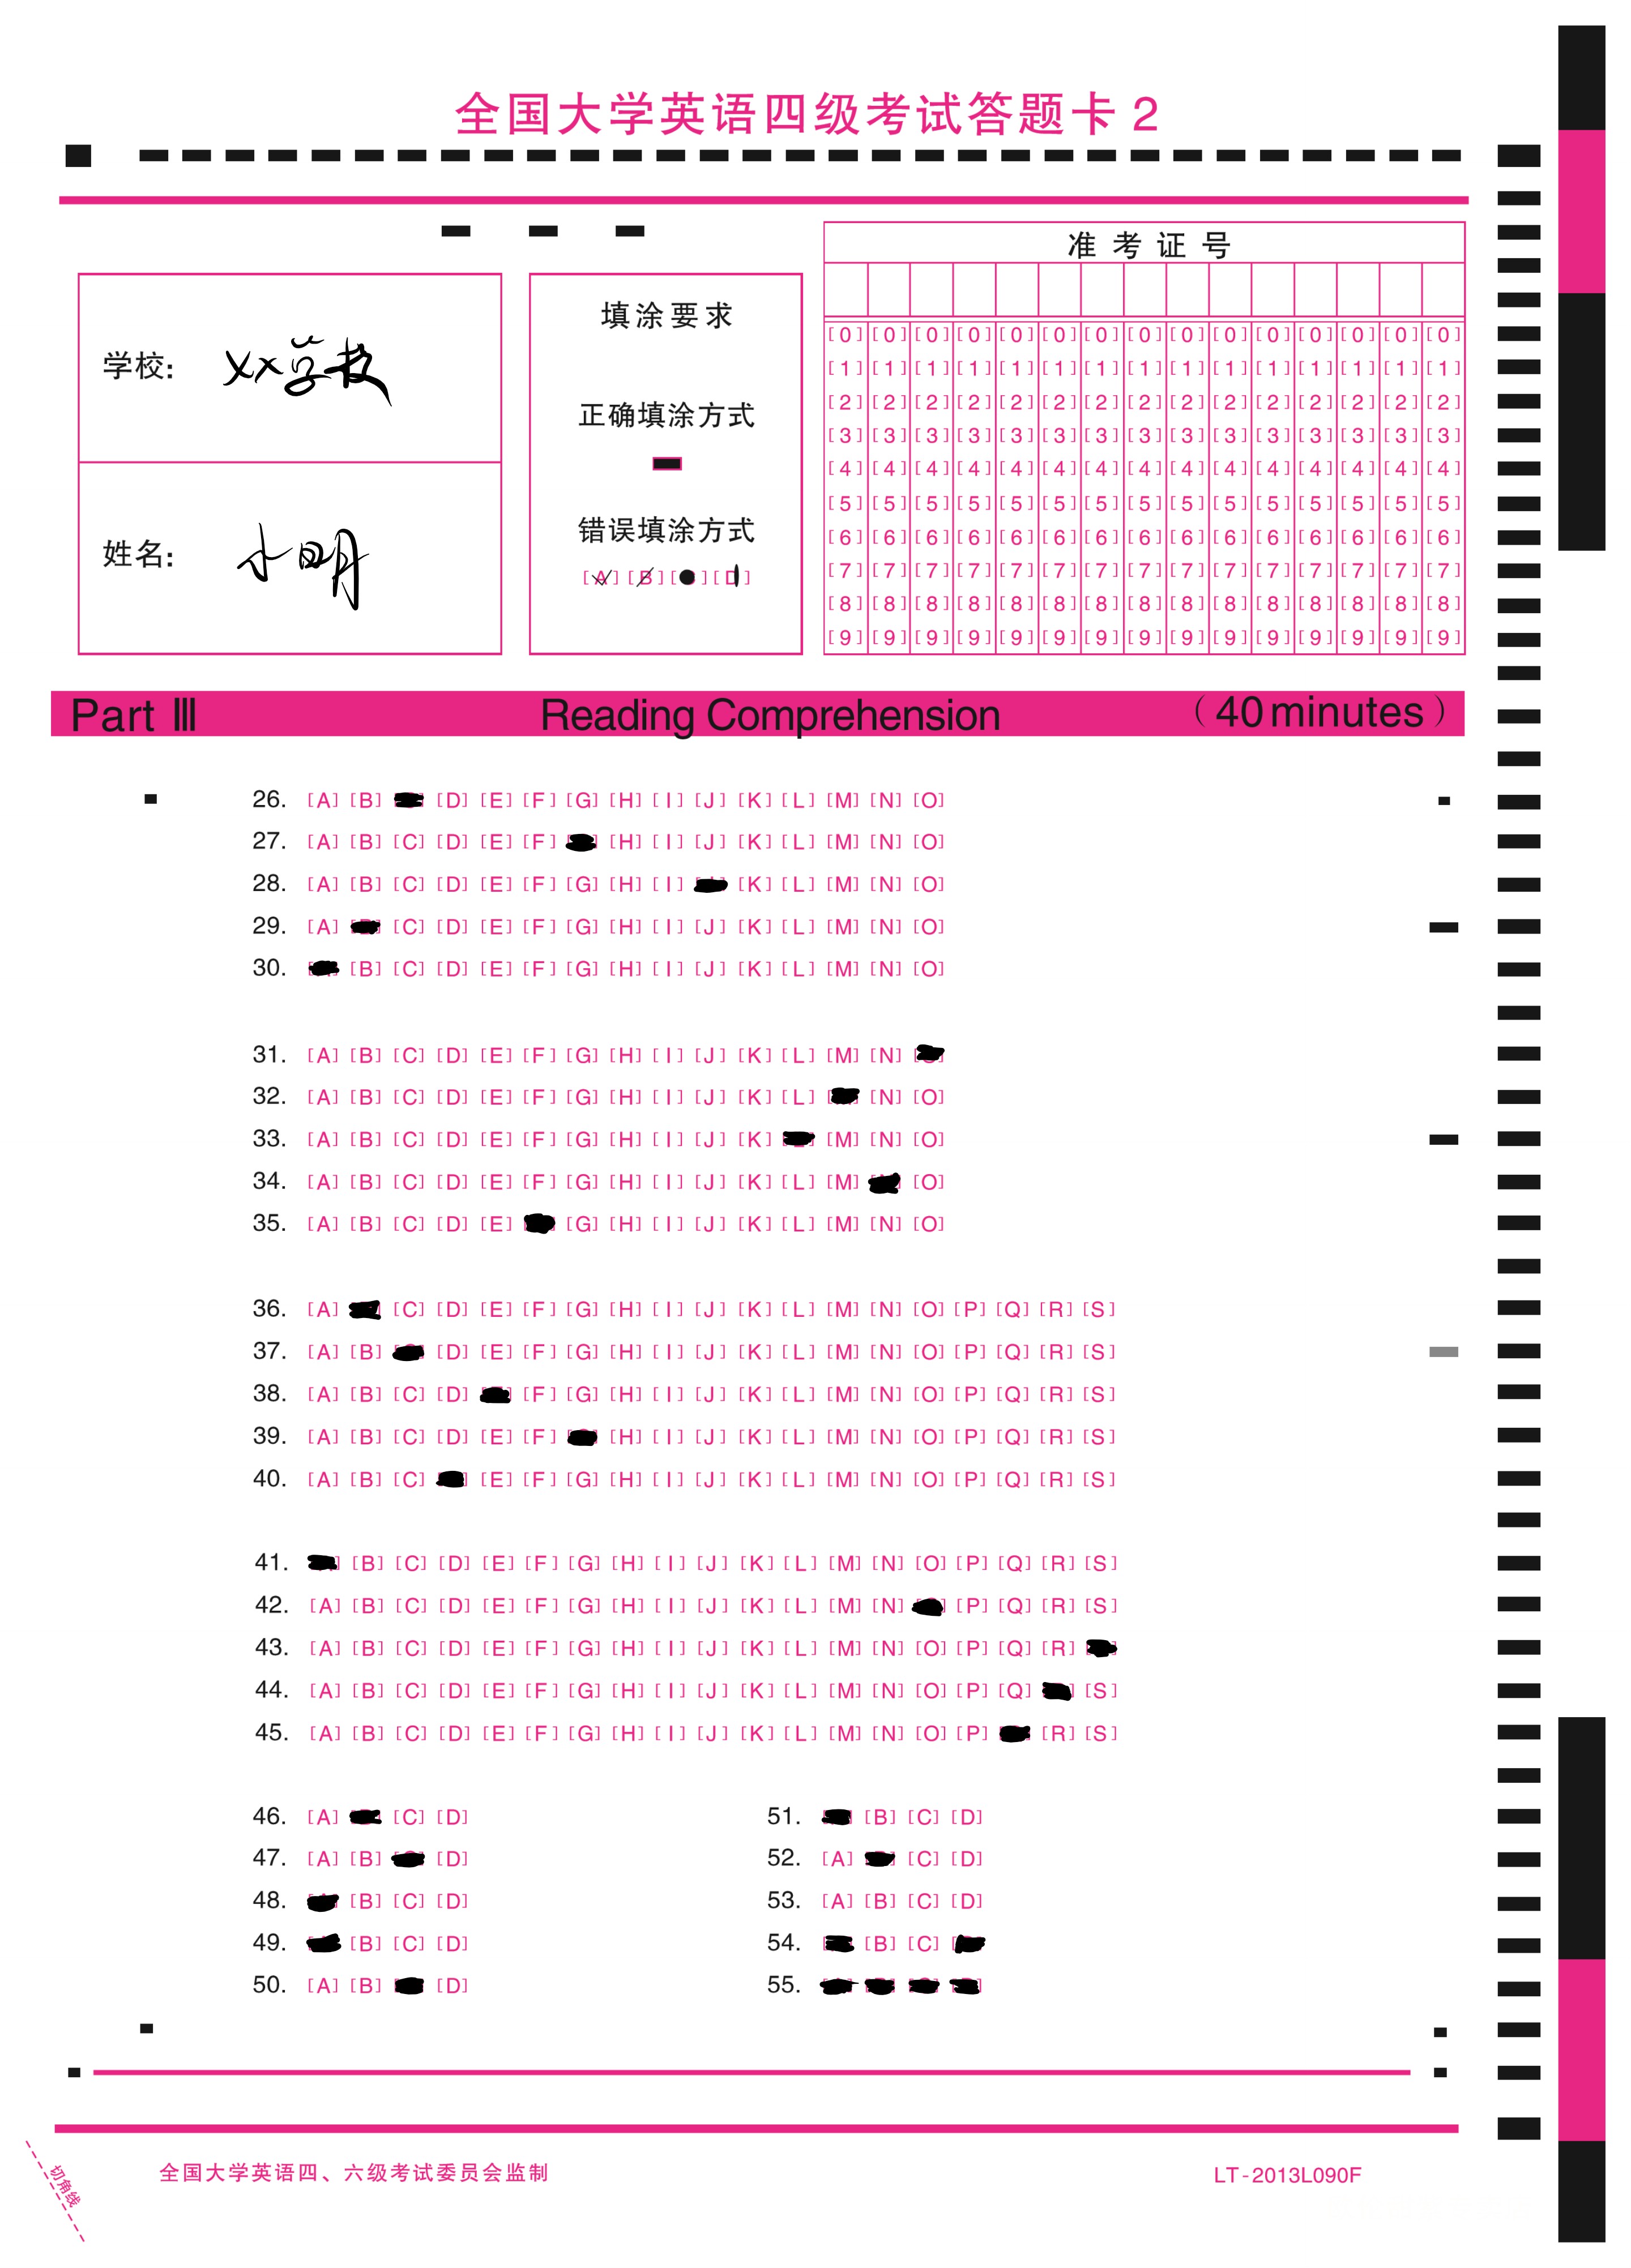 全国大学英语四级考试答题卡2
学校: xx学校
姓名: 小明
填涂要求
正确填涂方式
错误填涂方式
[A] [B] [ ] [D]
准考证号
[0] [0] [0] [0] [0] [0] [0] [0] [0] [0] [0] [0] [0] [0] [0]
[1] [1] [1] [1] [1] [1] [1] [1] [1] [1] [1] [1] [1] [1] [1]
[2] [2] [2] [2] [2] [2] [2] [2] [2] [2] [2] [2] [2] [2] [2]
[3] [3] [3] [3] [3] [3] [3] [3] [3] [3] [3] [3] [3] [3] [3]
[4] [4] [4] [4] [4] [4] [4] [4] [4] [4] [4] [4] [4] [4] [4]
[5] [5] [5] [5] [5] [5] [5] [5] [5] [5] [5] [5] [5] [5] [5]
[6] [6] [6] [6] [6] [6] [6] [6] [6] [6] [6] [6] [6] [6] [6]
[7] [7] [7] [7] [7] [7] [7] [7] [7] [7] [7] [7] [7] [7] [7]
[8] [8] [8] [8] [8] [8] [8] [8] [8] [8] [8] [8] [8] [8] [8]
[9] [9] [9] [9] [9] [9] [9] [9] [9] [9] [9] [9] [9] [9] [9]
Part Ⅲ Reading Comprehension (40 minutes)
26. [A] [B] [D] [E] [F] [G] [H] [I] [J] [K] [L] [M] [N] [O]
27. [A] [B] [C] [D] [E] [F] [H] [I] [J] [K] [L] [M] [N] [O]
28. [A] [B] [C] [D] [E] [F] [G] [H] [I] [K] [L] [M] [N] [O]
29. [A] [C] [D] [E] [F] [G] [H] [I] [J] [K] [L] [M] [N] [O]
30. [B] [C] [D] [E] [F] [G] [H] [I] [J] [K] [L] [M] [N] [O]
31. [A] [B] [C] [D] [E] [F] [G] [H] [I] [J] [K] [L] [M] [N]
32. [A] [B] [C] [D] [E] [F] [G] [H] [I] [J] [K] [L] [N] [O]
33. [A] [B] [C] [D] [E] [F] [G] [H] [I] [J] [K] [M] [N] [O]
34. [A] [B] [C] [D] [E] [F] [G] [H] [I] [J] [K] [L] [M] [O]
35. [A] [B] [C] [D] [E] [G] [H] [I] [J] [K] [L] [M] [N] [O]
36. [A] [C] [D] [E] [F] [G] [H] [I] [J] [K] [L] [M] [N] [O] [P] [Q] [R] [S]
37. [A] [B] [D] [E] [F] [G] [H] [I] [J] [K] [L] [M] [N] [O] [P] [Q] [R] [S]
38. [A] [B] [C] [D] [F] [G] [H] [I] [J] [K] [L] [M] [N] [O] [P] [Q] [R] [S]
39. [A] [B] [C] [D] [E] [F] [H] [I] [J] [K] [L] [M] [N] [O] [P] [Q] [R] [S]
40. [A] [B] [C] [E] [F] [G] [H] [I] [J] [K] [L] [M] [N] [O] [P] [Q] [R] [S]
41. [B] [C] [D] [E] [F] [G] [H] [I] [J] [K] [L] [M] [N] [O] [P] [Q] [R] [S]
42. [A] [B] [C] [D] [E] [F] [G] [H] [I] [J] [K] [L] [M] [N] [P] [Q] [R] [S]
43. [A] [B] [C] [D] [E] [F] [G] [H] [I] [J] [K] [L] [M] [N] [O] [P] [Q] [R]
44. [A] [B] [C] [D] [E] [F] [G] [H] [I] [J] [K] [L] [M] [N] [O] [P] [Q] [S]
45. [A] [B] [C] [D] [E] [F] [G] [H] [I] [J] [K] [L] [M] [N] [O] [P] [R] [S]
46. [A] [C] [D]
47. [A] [B] [D]
48. [B] [C] [D]
49. [B] [C] [D]
50. [A] [B] [D]
51. [B] [C] [D]
52. [A] [C] [D]
53. [A] [B] [C] [D]
54. [B] [C]
55.
全国大学英语四、六级考试委员会监制
LT-2013L090F
切角线